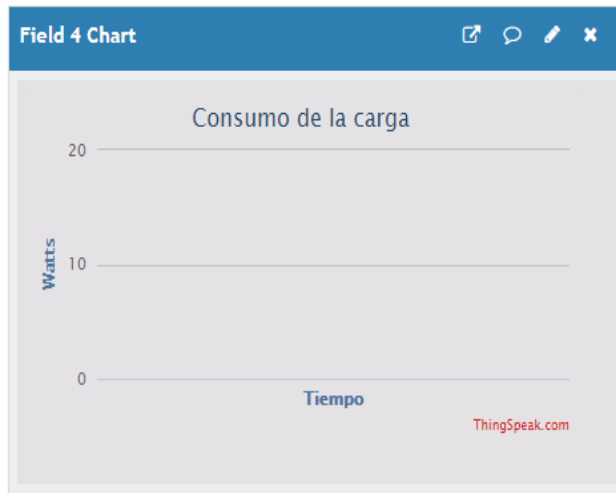 Field 4 Chart
Consumo de la carga
20
Watts
10
0
Tiempo
ThingSpeak.com